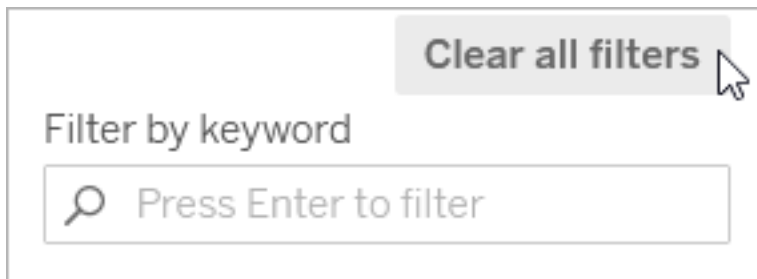 Clear all filters
Filter by keyword
Press Enter to filter